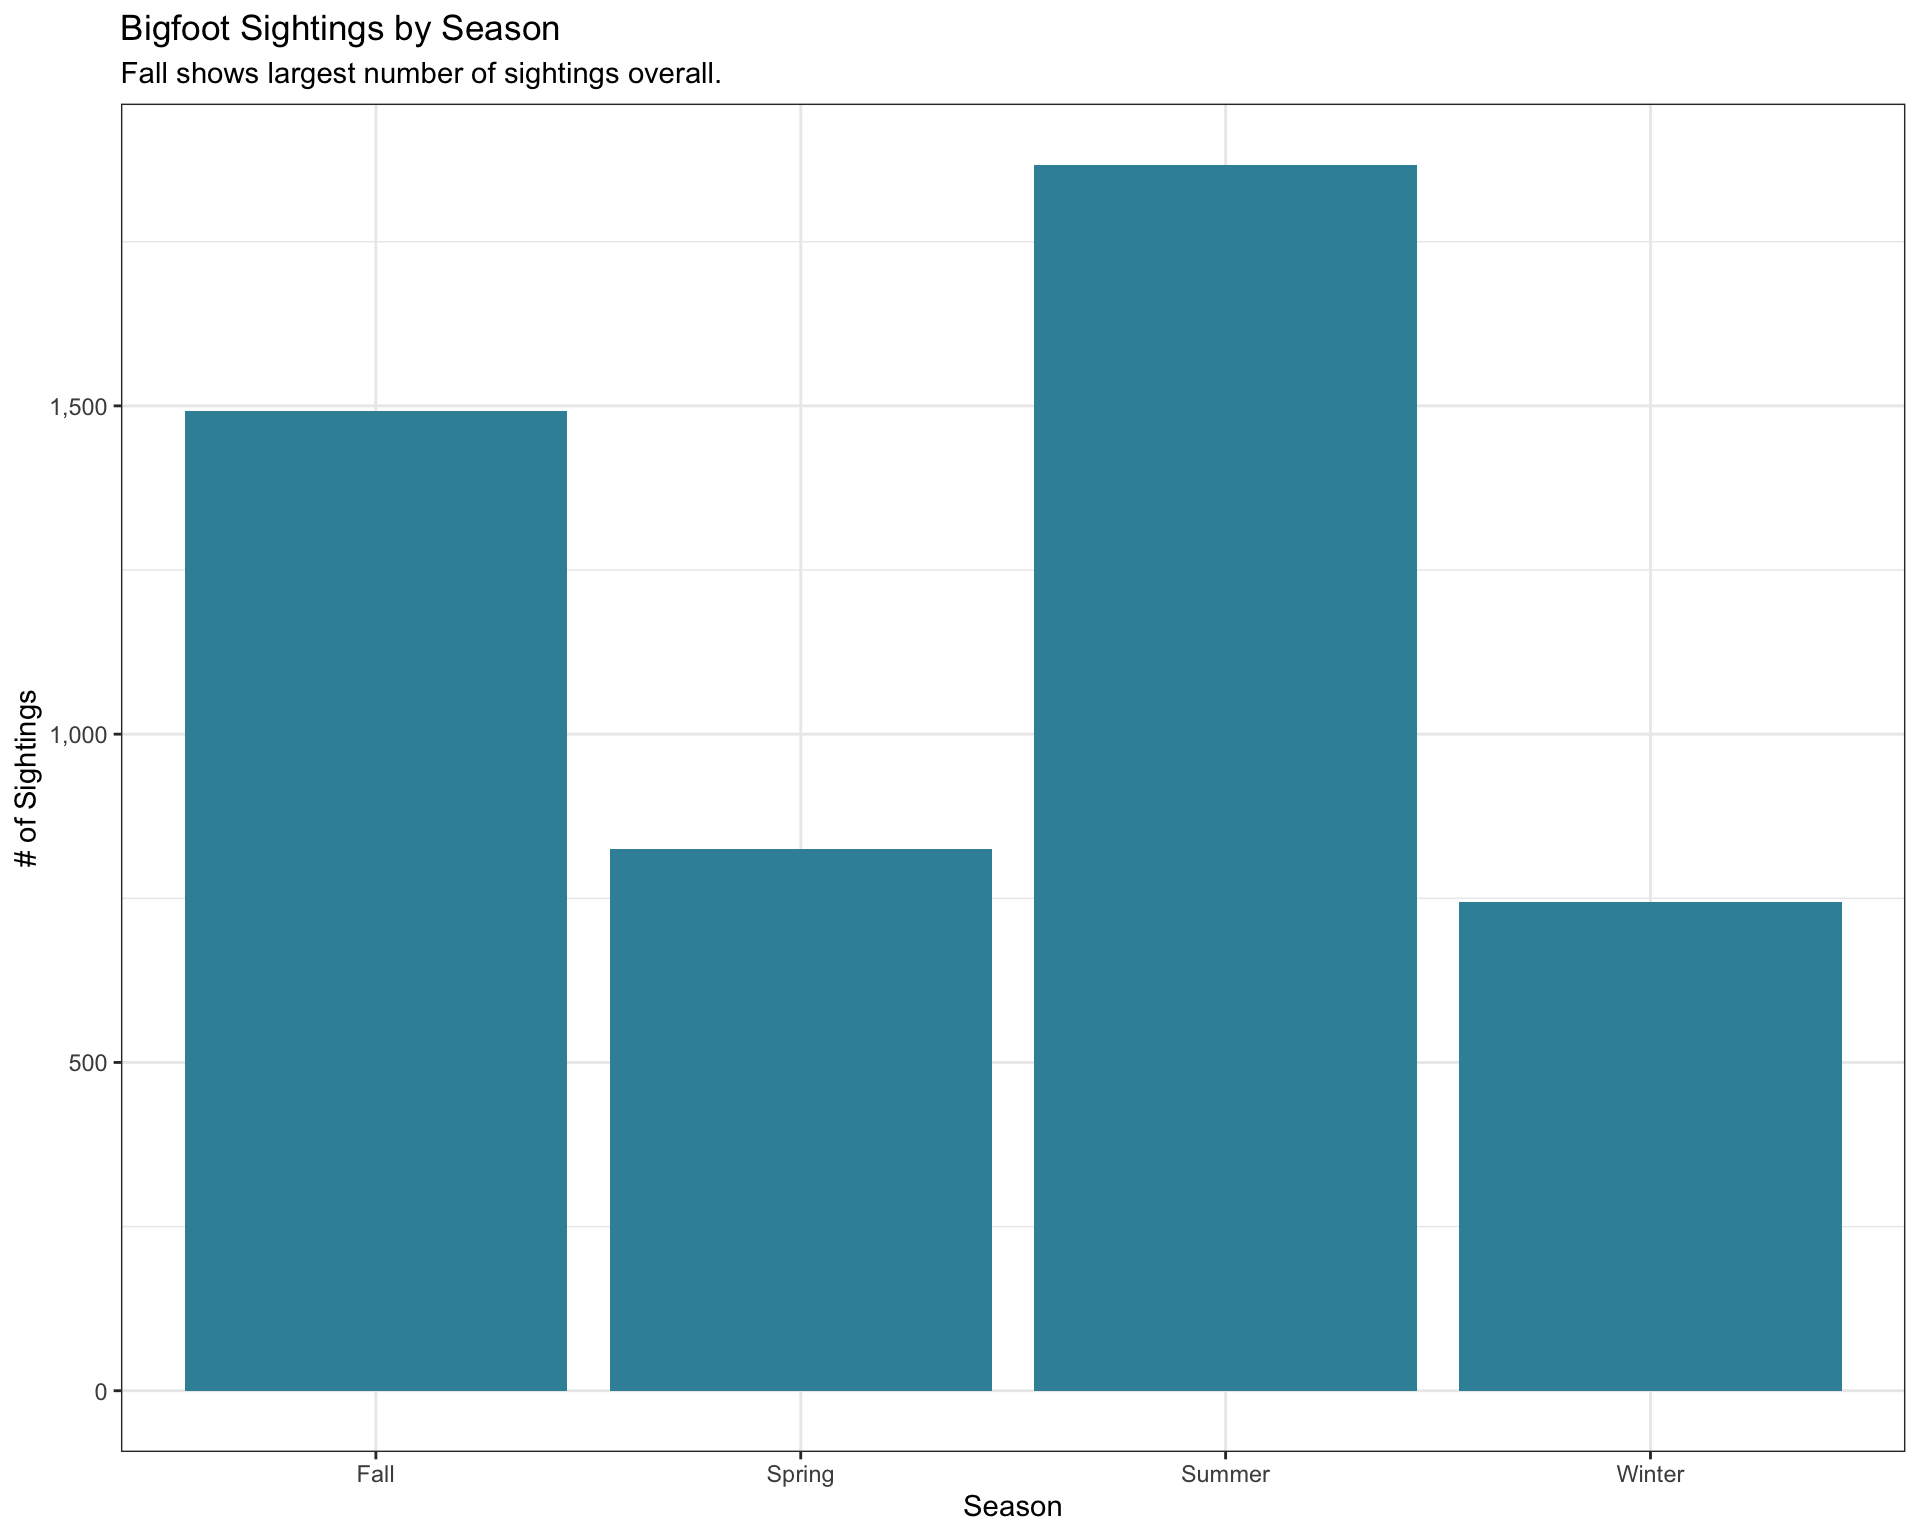 Bigfoot Sightings by Season
Fall shows largest number of sightings overall.
# of Sightings
1,500
1,000
500
0
Fall
Spring
Summer
Winter
Season